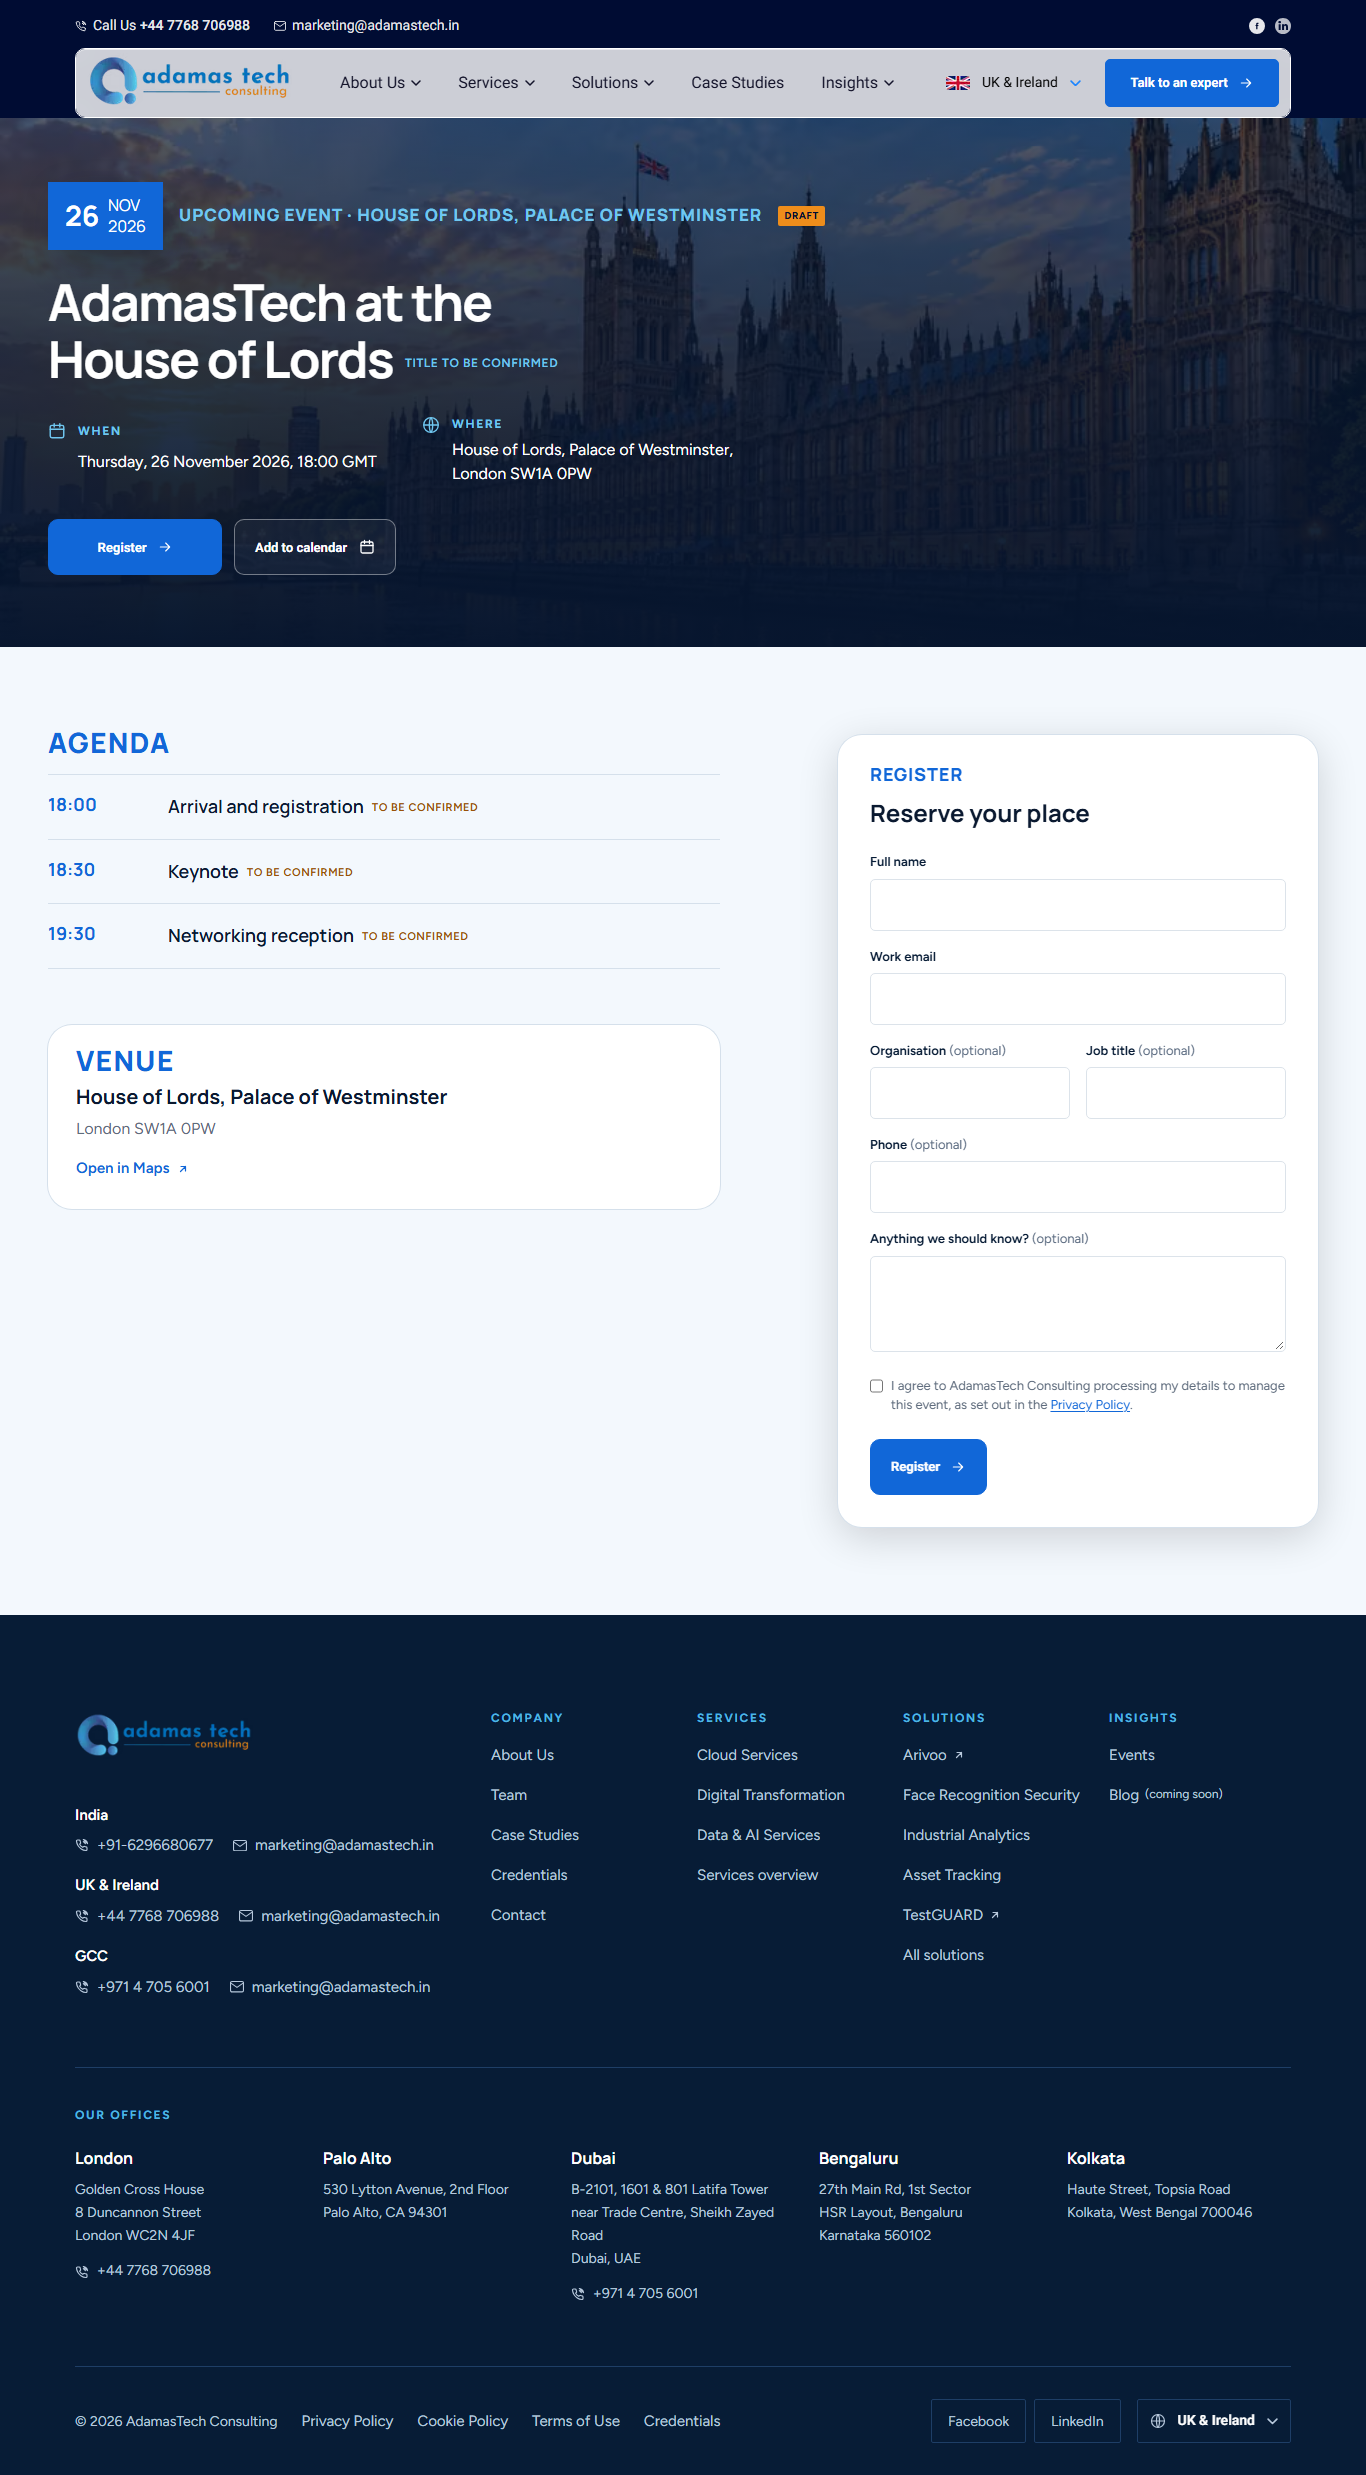 Call Us +44 7768 706988
marketing@adamastech.in
f
in
adamas tech
consulting
About Us
Services
Solutions
Case Studies
Insights
UK & Ireland
Talk to an expert
26
NOV
2026
UPCOMING EVENT · HOUSE OF LORDS, PALACE OF WESTMINSTER
DRAFT
AdamasTech at the
House of Lords
TITLE TO BE CONFIRMED
WHEN
Thursday, 26 November 2026, 18:00 GMT
WHERE
House of Lords, Palace of Westminster,
London SW1A 0PW
Register
Add to calendar
AGENDA
18:00
Arrival and registration TO BE CONFIRMED
18:30
Keynote TO BE CONFIRMED
19:30
Networking reception TO BE CONFIRMED
VENUE
House of Lords, Palace of Westminster
London SW1A 0PW
Open in Maps
REGISTER
Reserve your place
Full name
Work email
Organisation (optional)
Job title (optional)
Phone (optional)
Anything we should know? (optional)
I agree to AdamasTech Consulting processing my details to manage
this event, as set out in the Privacy Policy.
Register
adamas tech
consulting
India
+91-6296680677
marketing@adamastech.in
UK & Ireland
+44 7768 706988
marketing@adamastech.in
GCC
+971 4 705 6001
marketing@adamastech.in
COMPANY
About Us
Team
Case Studies
Credentials
Contact
SERVICES
Cloud Services
Digital Transformation
Data & AI Services
Services overview
SOLUTIONS
Arivoo
Face Recognition Security
Industrial Analytics
Asset Tracking
TestGUARD
All solutions
INSIGHTS
Events
Blog (coming soon)
OUR OFFICES
London
Golden Cross House
8 Duncannon Street
London WC2N 4JF
+44 7768 706988
Palo Alto
530 Lytton Avenue, 2nd Floor
Palo Alto, CA 94301
Dubai
B-2101, 1601 & 801 Latifa Tower
near Trade Centre, Sheikh Zayed
Road
Dubai, UAE
+971 4 705 6001
Bengaluru
27th Main Rd, 1st Sector
HSR Layout, Bengaluru
Karnataka 560102
Kolkata
Haute Street, Topsia Road
Kolkata, West Bengal 700046
© 2026 AdamasTech Consulting
Privacy Policy
Cookie Policy
Terms of Use
Credentials
Facebook
LinkedIn
UK & Ireland